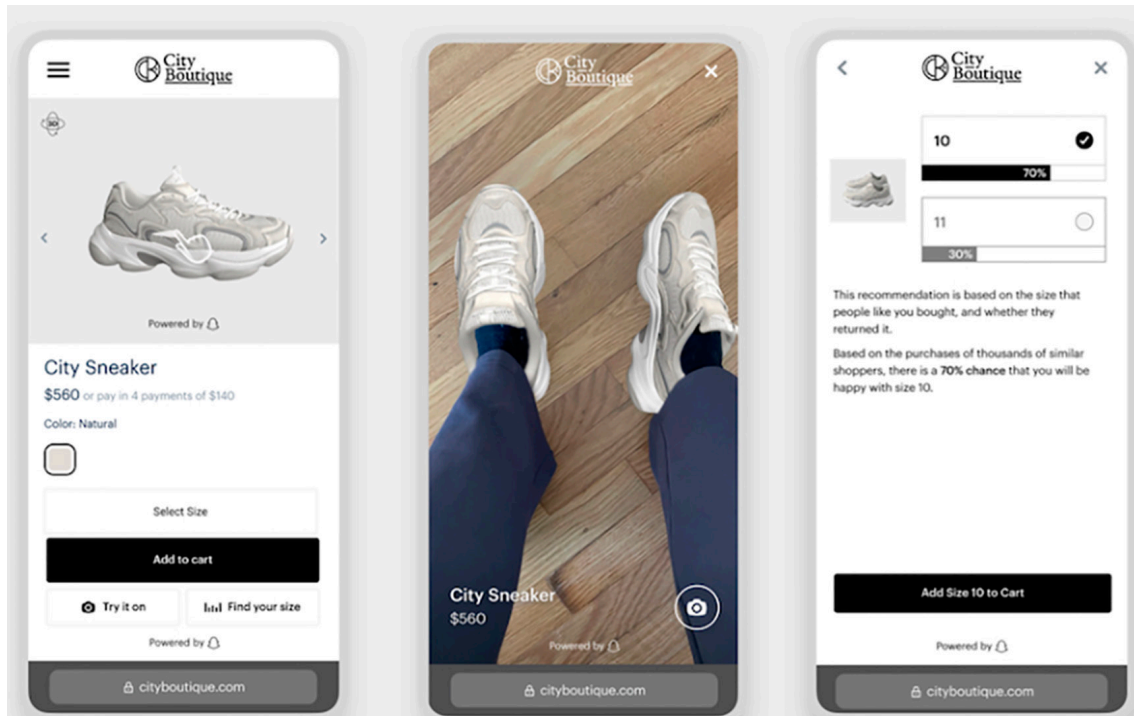 City
Boutique
Powered by
City Sneaker
$560 or pay in 4 payments of $140
Color: Natural
Select Size
Add to cart
Try it on
Find your size
Powered by
cityboutique.com
City
Boutique
City Sneaker
$560
Powered by
cityboutique.com
City
Boutique
10
70%
11
30%
This recommendation is based on the size that
people like you bought, and whether they
returned it.
Based on the purchases of thousands of similar
shoppers, there is a 70% chance that you will be
happy with size 10.
Add Size 10 to Cart
Powered by
cityboutique.com